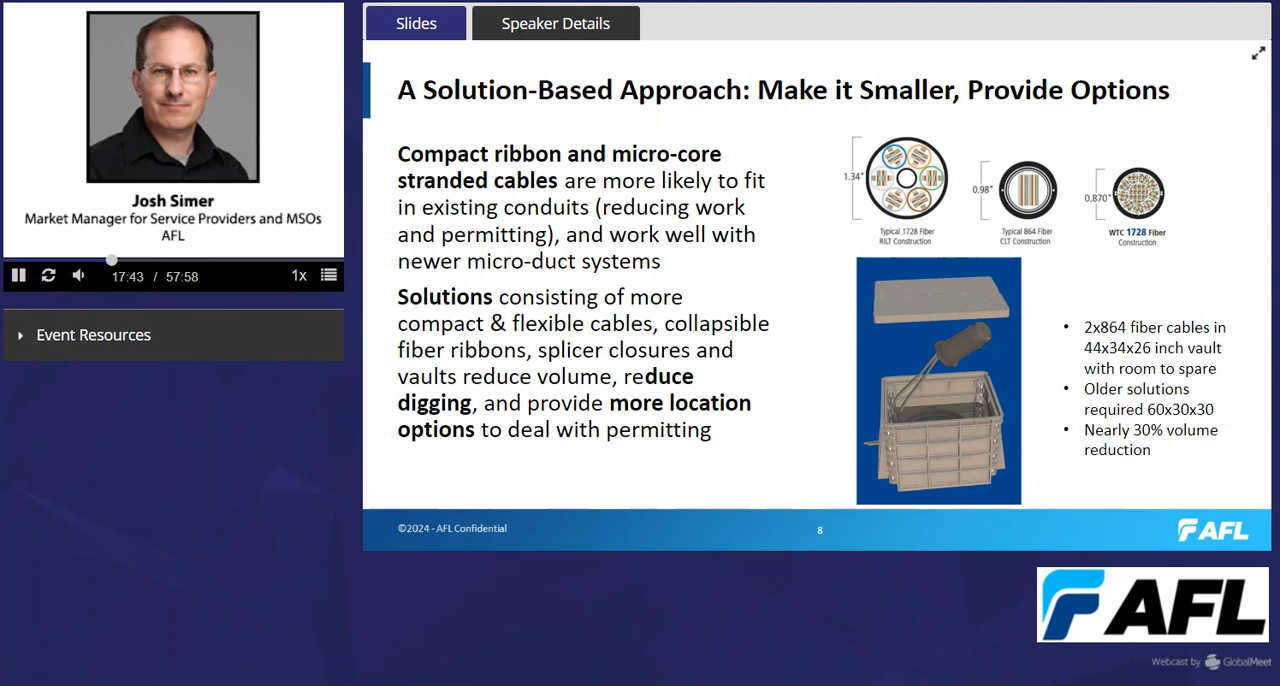 Josh Simer
Market Manager for Service Providers and MSOs
AFL
17:43 / 57:58
1x
Event Resources
Slides
Speaker Details
A Solution-Based Approach: Make it Smaller, Provide Options
Compact ribbon and micro-core
stranded cables are more likely to fit
in existing conduits (reducing work
and permitting), and work well with
newer micro-duct systems
Solutions consisting of more
compact & flexible cables, collapsible
fiber ribbons, splicer closures and
vaults reduce volume, reduce
digging, and provide more location
options to deal with permitting
1.34"
Typical 1728 Fiber
RILT Construction
0.98"
Typical 864 Fiber
CLT Construction
0.870"
WTC 1728 Fiber
Construction
• 2x864 fiber cables in
44x34x26 inch vault
with room to spare
• Older solutions
required 60x30x30
• Nearly 30% volume
reduction
©2024 - AFL Confidential
8
AFL
AFL
Webcast by GlobalMeet